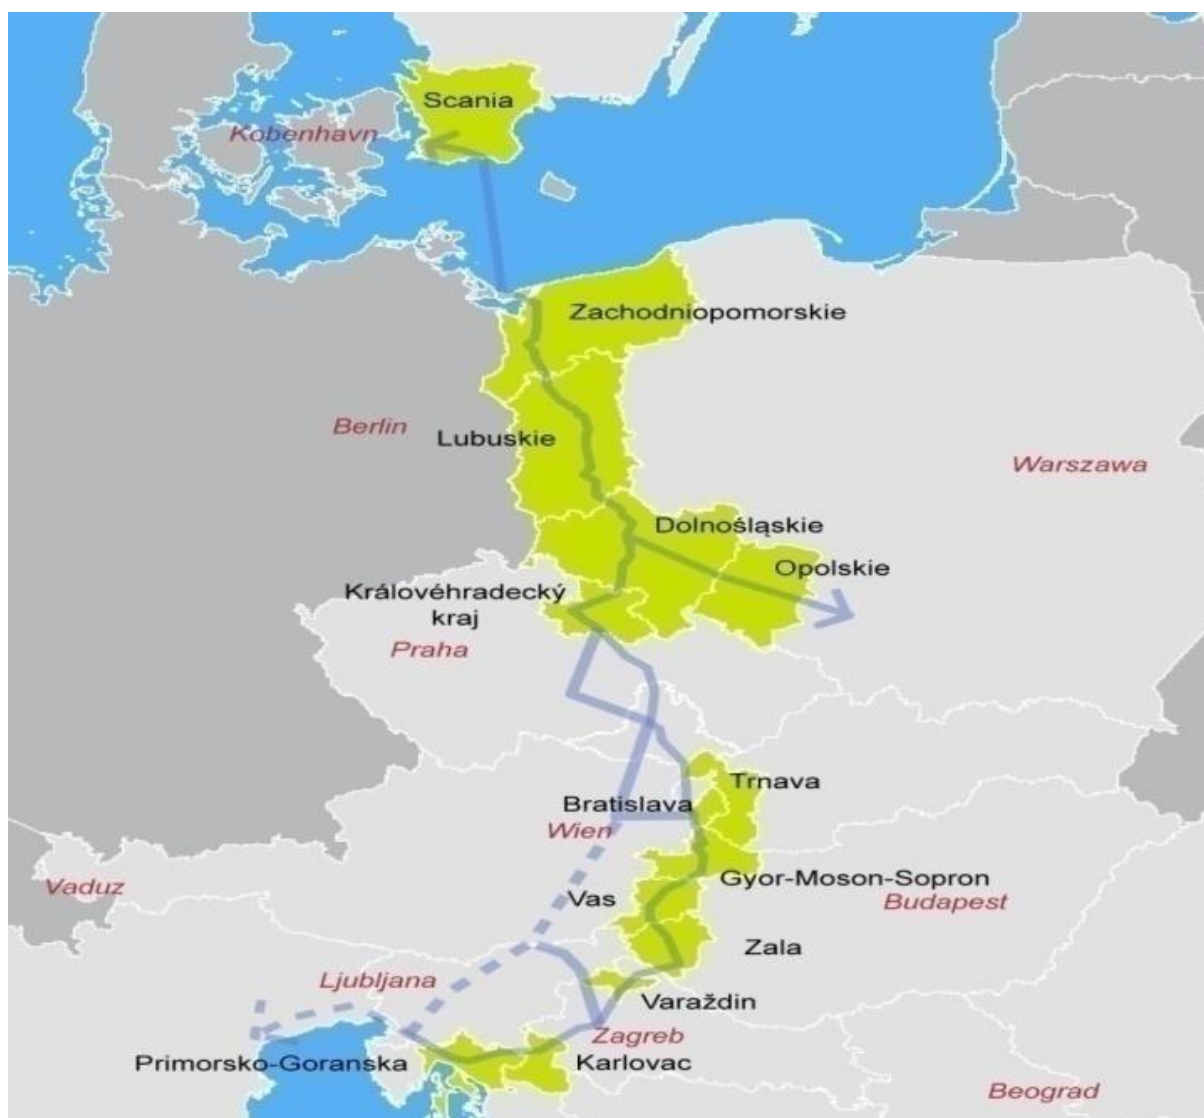 Scania
Kobenhavn
Zachodniopomorskie
Berlin
Lubuskie
Warszawa
Dolnośląskie
Opolskie
Královéhradecký
kraj
Praha
Trnava
Bratislava
Wien
Vaduz
Gyor-Moson-Sopron
Vas
Budapest
Zala
Ljubljana
Varaždin
Zagreb
Primorsko-Goranska
Karlovac
Beograd